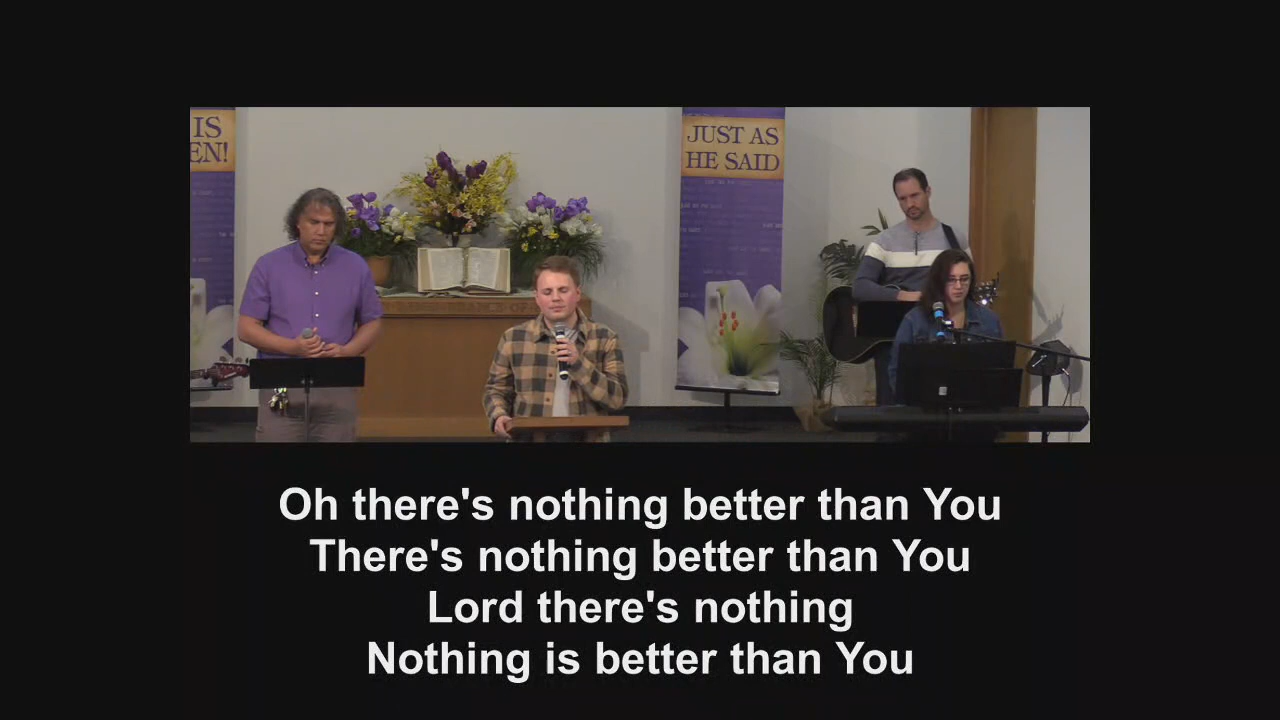 IS
EN!
JUST AS
HE SAID
Oh there's nothing better than You
There's nothing better than You
Lord there's nothing
Nothing is better than You